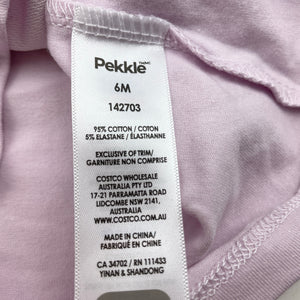 Pekkle
6M
142703
95% COTTON / COTON
5% ELASTANE / ÉLASTHANNE
EXCLUSIVE OF TRIM/
GARNITURE NON COMPRISE
COSTCO WHOLESALE
AUSTRALIA PTY LTD
17-21 PARRAMATTA ROAD
LIDCOMBE NSW 2141,
AUSTRALIA
WWW.COSTCO.COM.AU
MADE IN CHINA/
FABRIQUÉ EN CHINE
CA 34702 / RN 111433
YINAN & SHANDONG